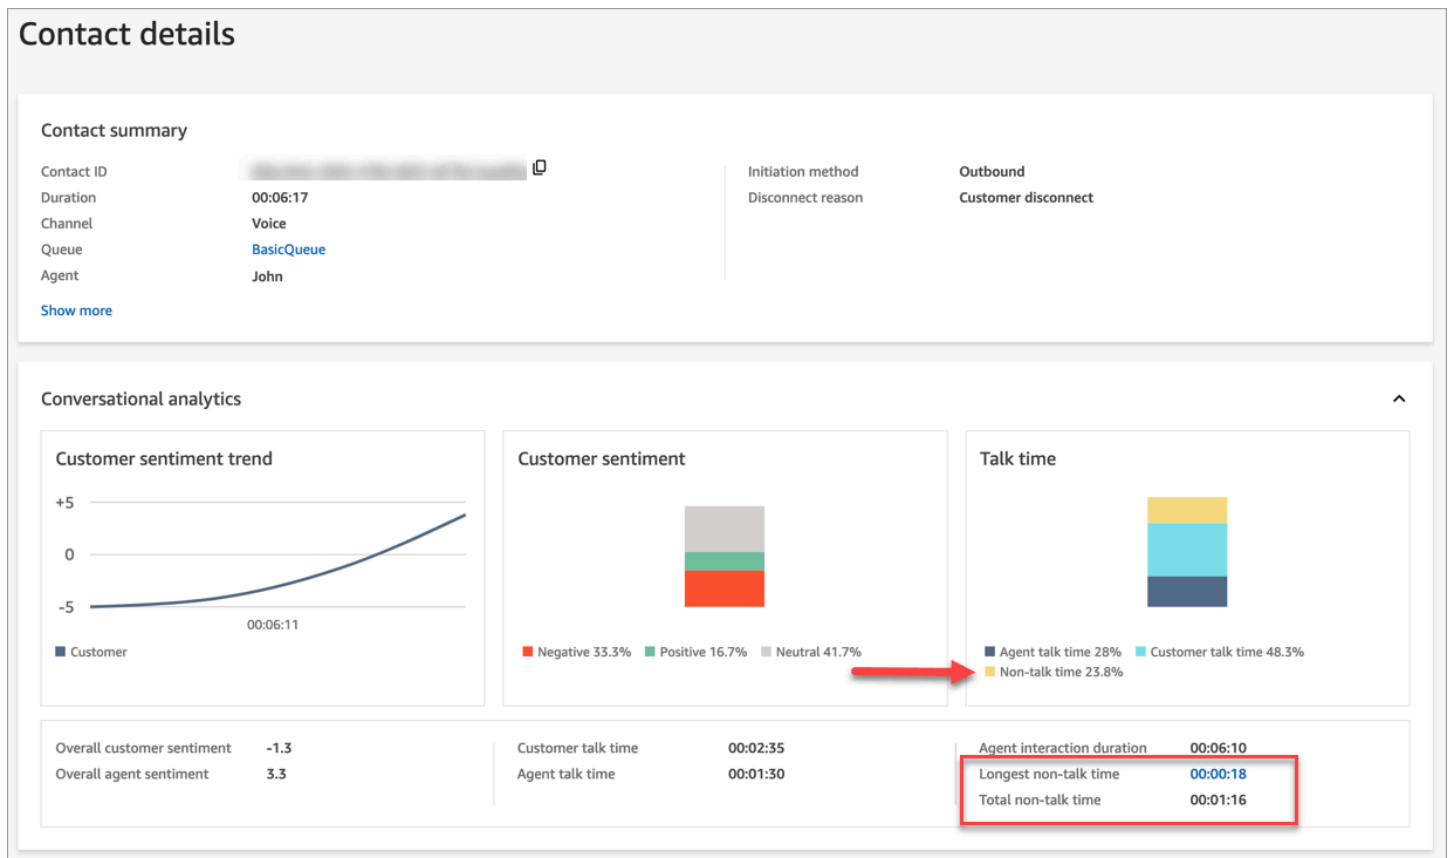 Contact details
Contact summary
Contact ID
Duration 00:06:17
Channel Voice
Queue BasicQueue
Agent John
Show more
Initiation method Outbound
Disconnect reason Customer disconnect
Conversational analytics
Customer sentiment trend
+5
0
-5
00:06:11
Customer
Customer sentiment
Negative 33.3% Positive 16.7% Neutral 41.7%
Talk time
Agent talk time 28% Customer talk time 48.3%
Non-talk time 23.8%
Overall customer sentiment -1.3
Overall agent sentiment 3.3
Customer talk time 00:02:35
Agent talk time 00:01:30
Agent interaction duration 00:06:10
Longest non-talk time 00:00:18
Total non-talk time 00:01:16